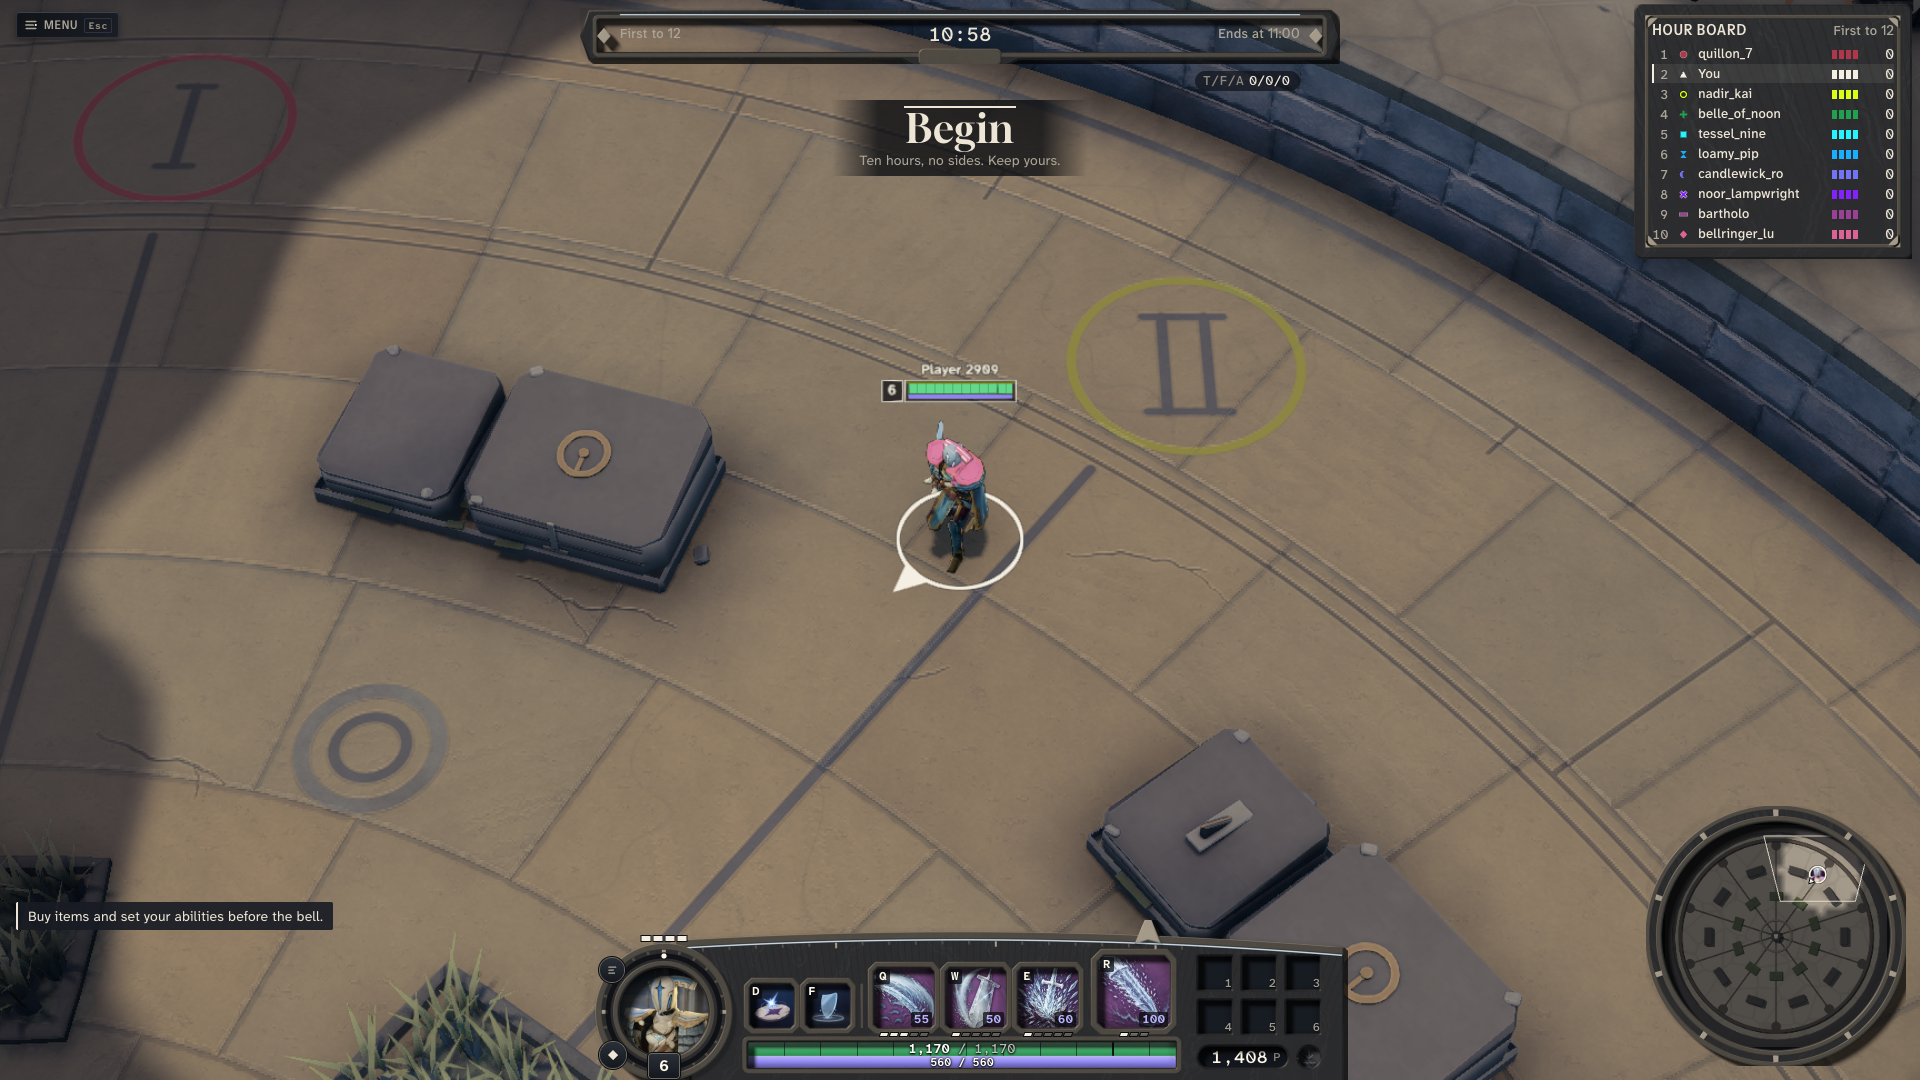 MENU Esc
First to 12
10:58
Ends at 11:00
T/F/A 0/0/0
Begin
Ten hours, no sides. Keep yours.
HOUR BOARD First to 12
1 quillon_7 0
2 You 0
3 nadir_kai 0
4 belle_of_noon 0
5 tessel_nine 0
6 loamy_pip 0
7 candlewick_ro 0
8 noor_lampwright 0
9 bartholo 0
10 bellringer_lu 0
I
II
Player 2909
6
Buy items and set your abilities before the bell.
D
F
Q
55
W
50
E
60
R
100
1
2
3
4
5
6
1,170 / 1,170
560 / 560
6
1,408 P